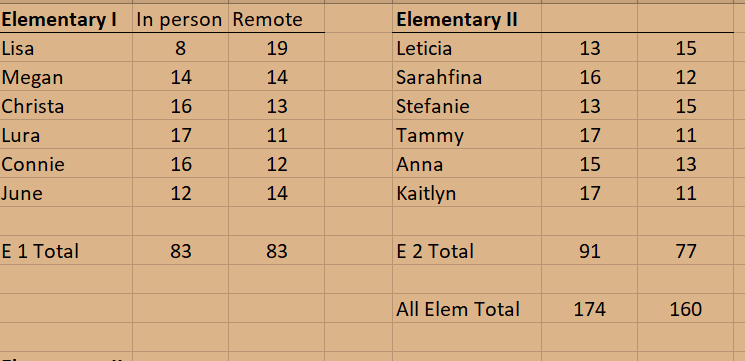 Elementary I In person Remote Elementary II
Lisa 8 19 Leticia 13 15
Megan 14 14 Sarahfina 16 12
Christa 16 13 Stefanie 13 15
Lura 17 11 Tammy 17 11
Connie 16 12 Anna 15 13
June 12 14 Kaitlyn 17 11
E 1 Total 83 83 E 2 Total 91 77
All Elem Total 174 160